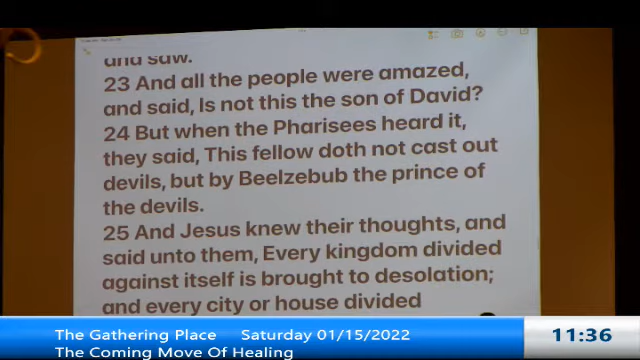 and saw.
23 And all the people were amazed,
and said, Is not this the son of David?
24 But when the Pharisees heard it,
they said, This fellow doth not cast out
devils, but by Beelzebub the prince of
the devils.
25 And Jesus knew their thoughts, and
said unto them, Every kingdom divided
against itself is brought to desolation;
and every city or house divided
The Gathering Place Saturday 01/15/2022
The Coming Move Of Healing
11:36